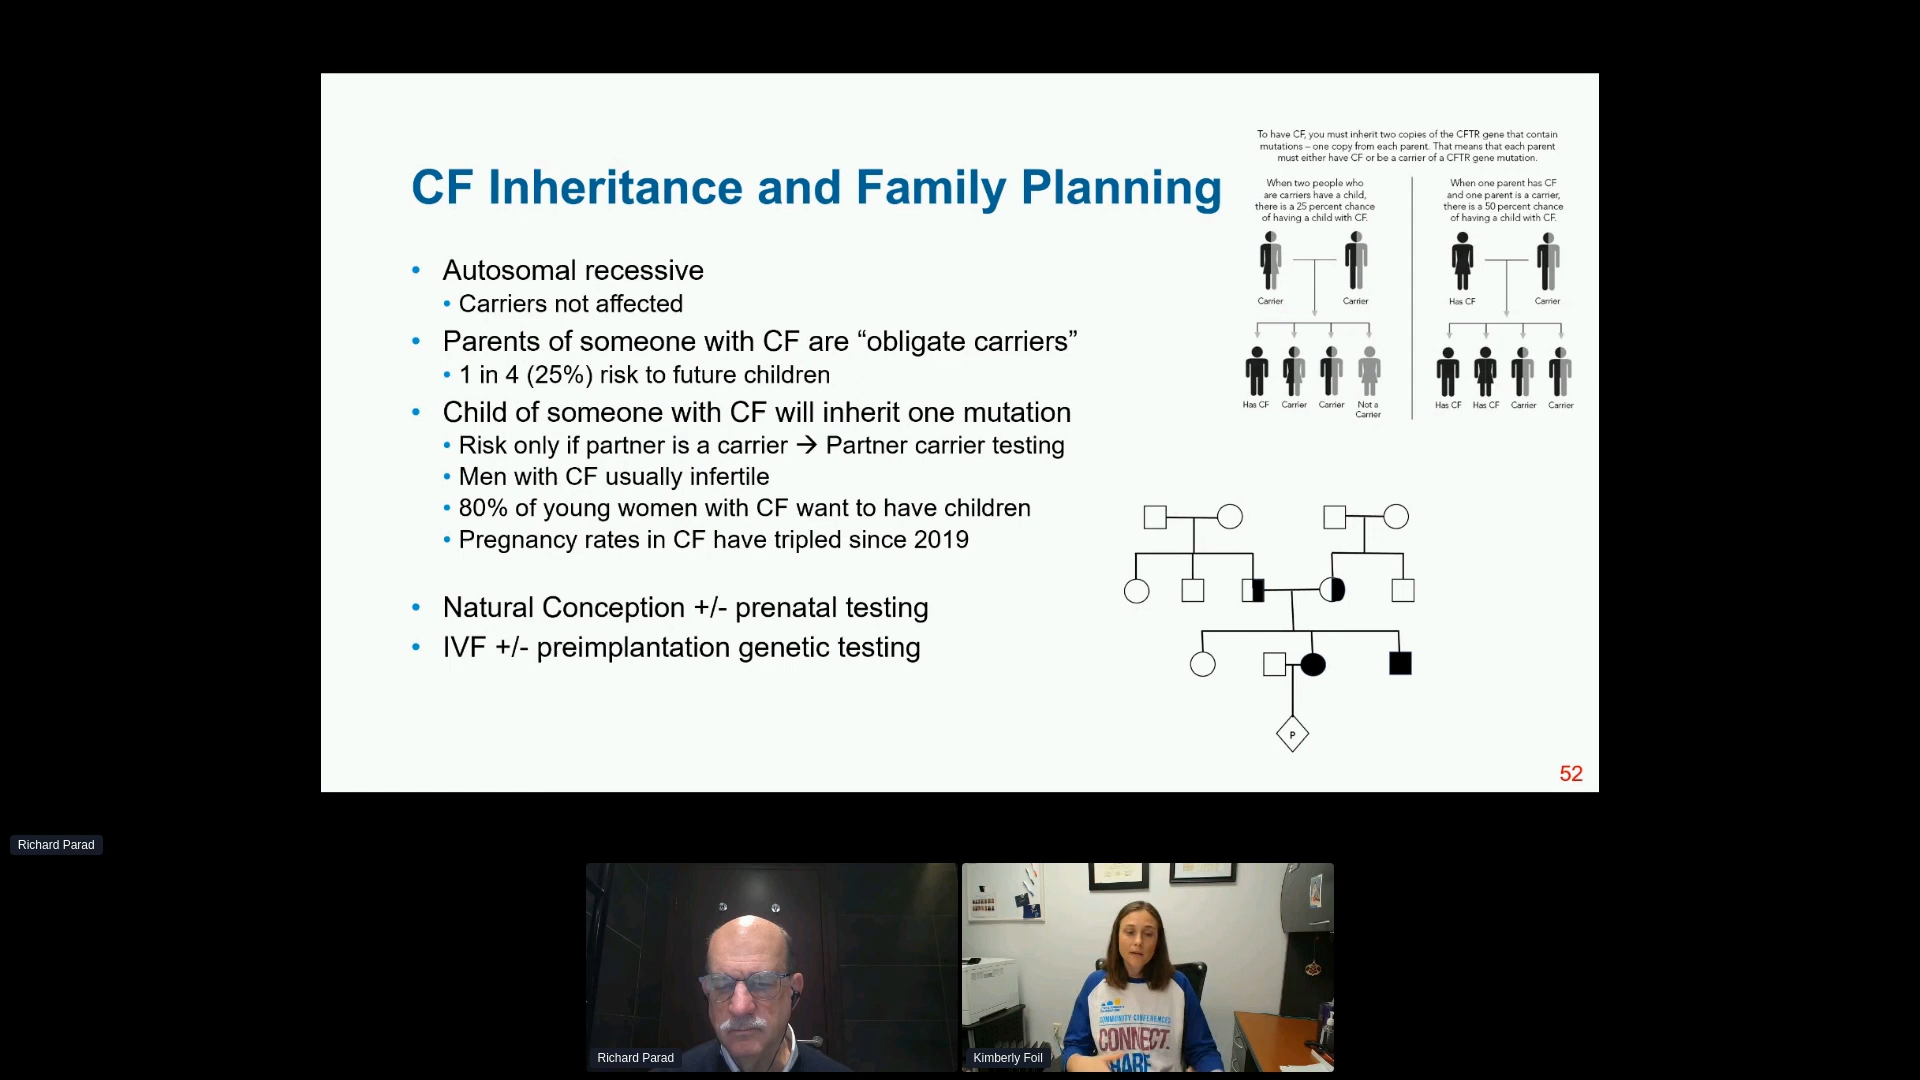 To have CF, you must inherit two copies of the CFTR gene that contain
mutations – one copy from each parent. That means that each parent
must either have CF or be a carrier of a CFTR gene mutation.
CF Inheritance and Family Planning
When two people who
are carriers have a child,
there is a 25 percent chance
of having a child with CF.
When one parent has CF
and one parent is a carrier,
there is a 50 percent chance
of having a child with CF.
Carrier
Carrier
Has CF
Carrier
Has CF
Carrier
Carrier
Not a
Carrier
Has CF
Has CF
Carrier
Carrier
• Autosomal recessive
• Carriers not affected
• Parents of someone with CF are “obligate carriers”
• 1 in 4 (25%) risk to future children
• Child of someone with CF will inherit one mutation
• Risk only if partner is a carrier → Partner carrier testing
• Men with CF usually infertile
• 80% of young women with CF want to have children
• Pregnancy rates in CF have tripled since 2019
• Natural Conception +/- prenatal testing
• IVF +/- preimplantation genetic testing
P
52
Richard Parad
Richard Parad
Kimberly Foil
COMMUNITY CONFERENCES
CONNECT.
SHARE